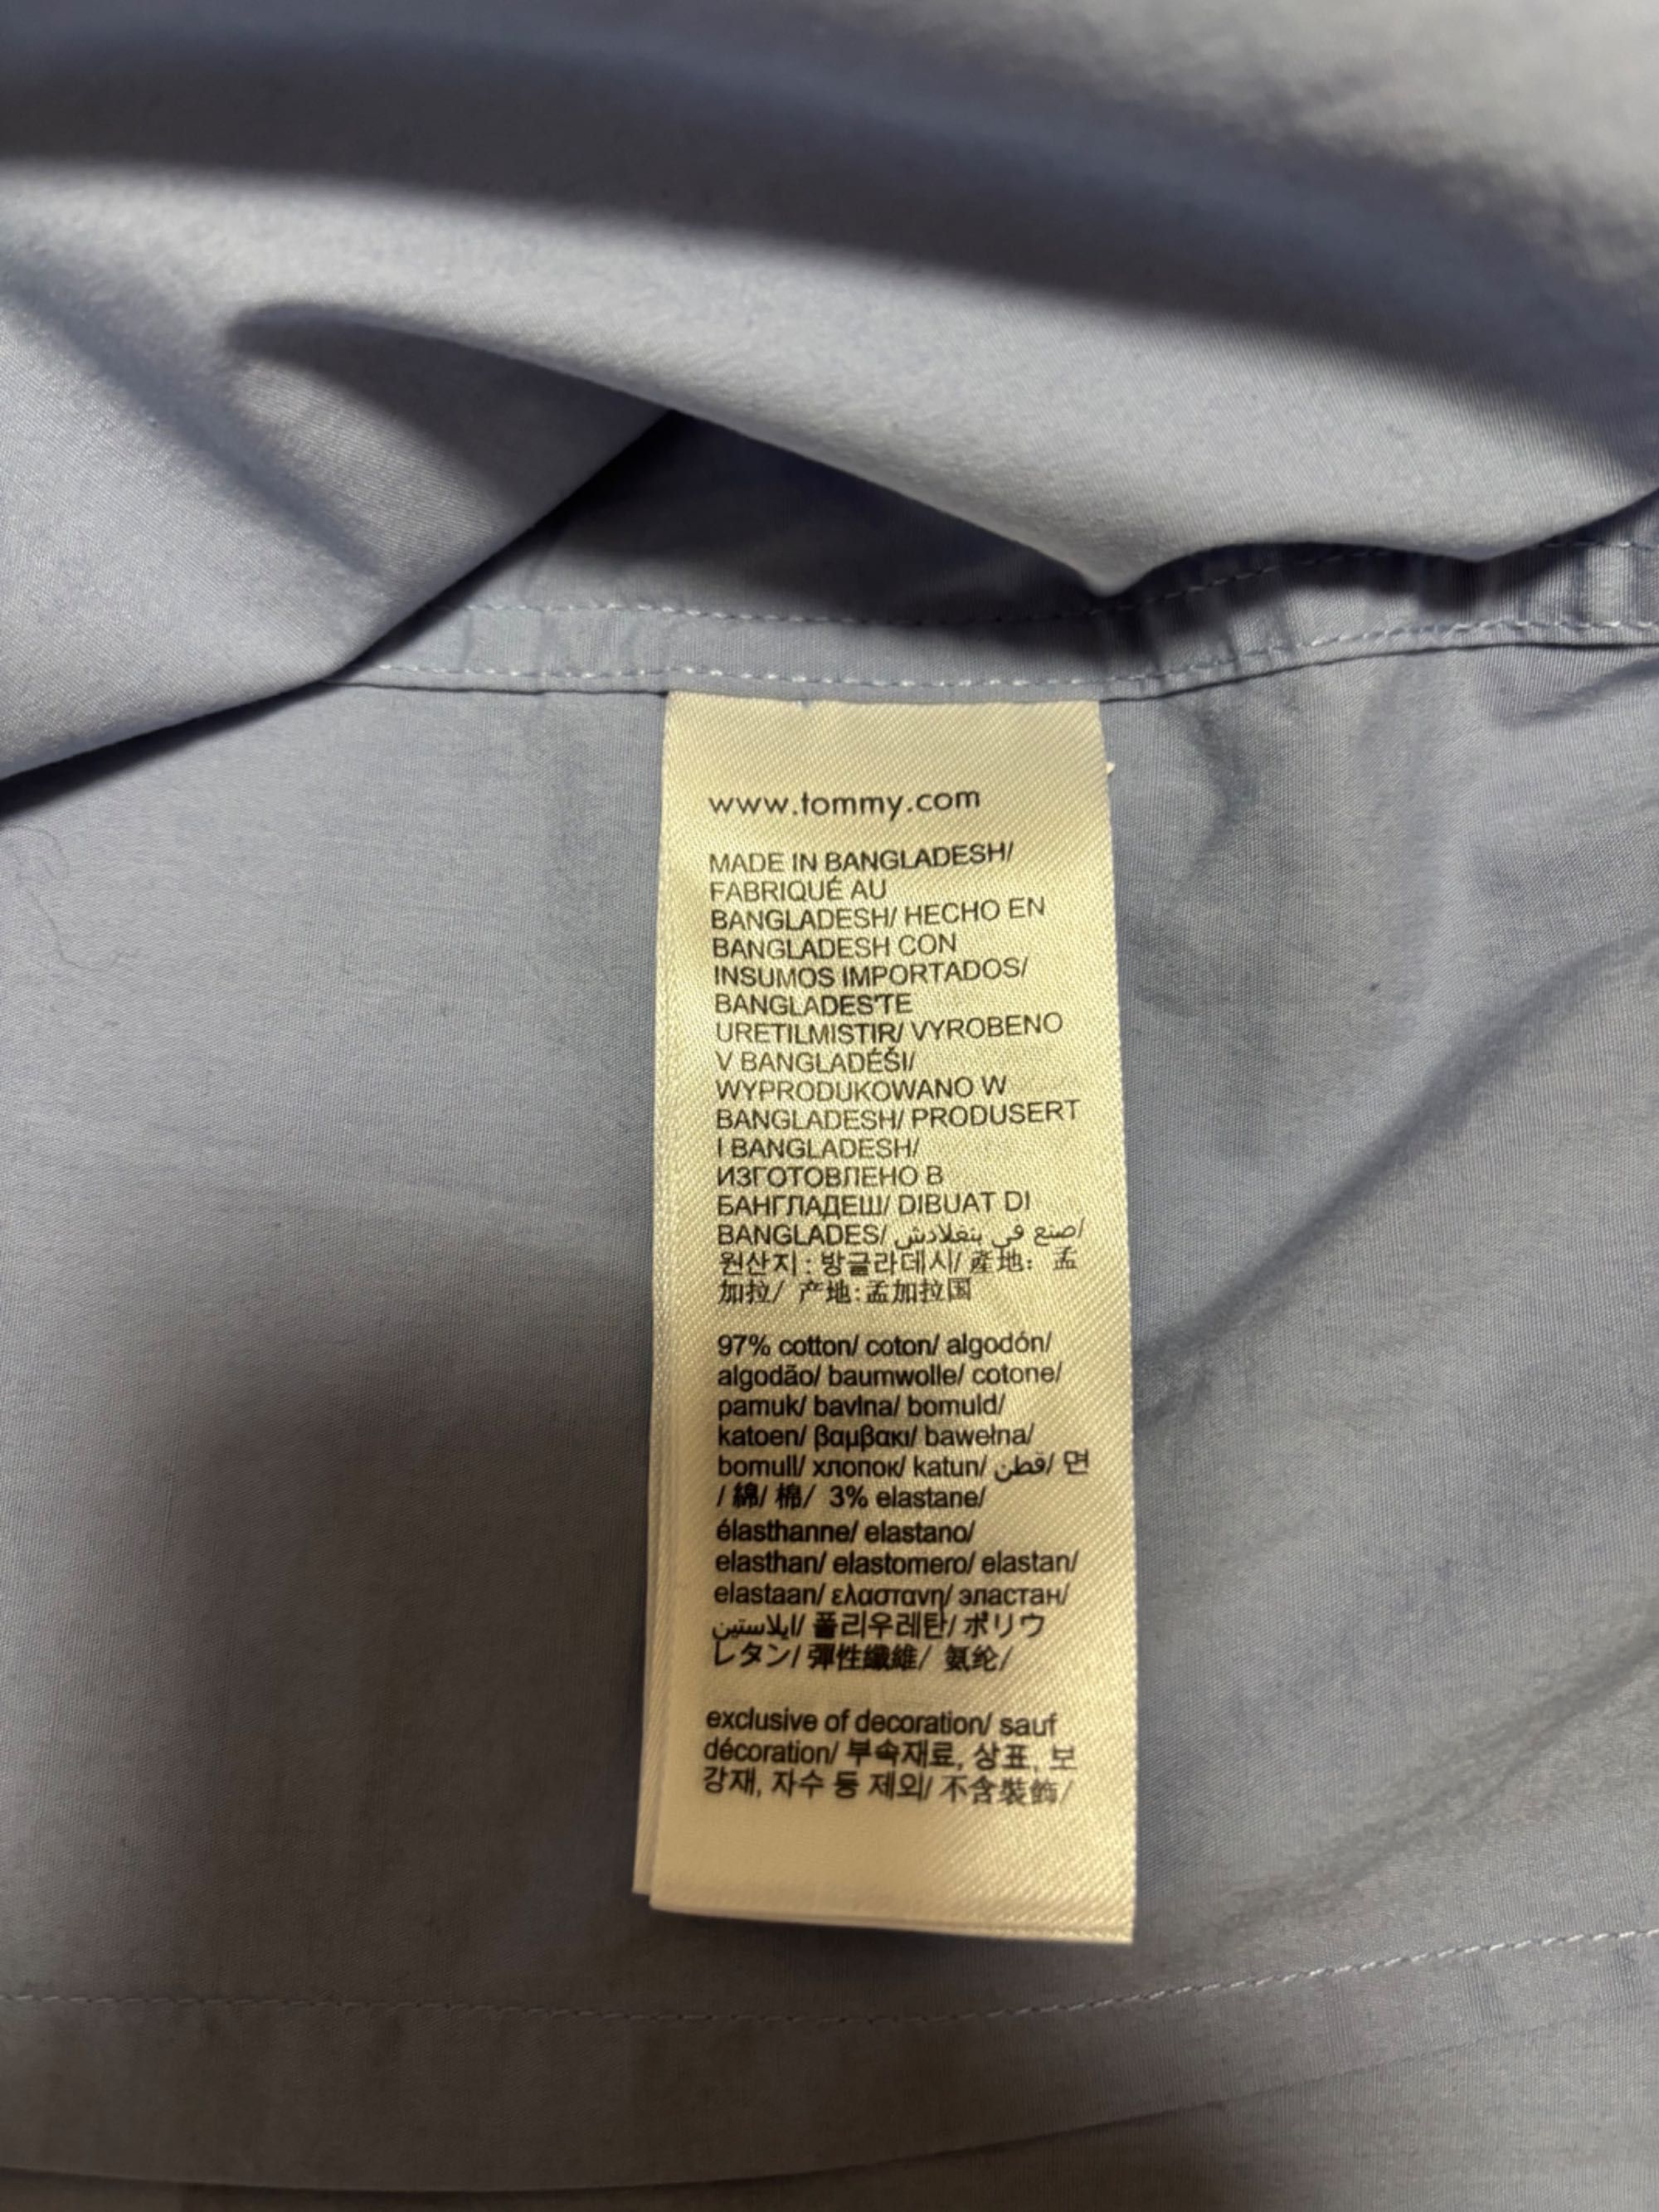 www.tommy.com
MADE IN BANGLADESH/
FABRIQUÉ AU
BANGLADESH/ HECHO EN
BANGLADESH CON
INSUMOS IMPORTADOS/
BANGLADES'TE
URETILMISTIR/ VYROBENO
V BANGLADÉŠI/
WYPRODUKOWANO W
BANGLADESH/ PRODUSERT
I BANGLADESH/
ИЗГОТОВЛЕНО В
БАНГЛАДЕШ/ DIBUAT DI
BANGLADES/ صنع في بنغلادش/
원산지 : 방글라데시/ 產地: 孟
加拉/ 产地:孟加拉国
97% cotton/ coton/ algodón/
algodão/ baumwolle/ cotone/
pamuk/ bavlna/ bomuld/
katoen/ βαμβακι/ bawełna/
bomull/ хлопок/ katun/ قطن/ 면
/ 綿/ 棉/ 3% elastane/
élasthanne/ elastano/
elasthan/ elastomero/ elastan/
elastaan/ ελαστανη/ эластан/
ايلاستين/ 폴리우레탄/ ポリウ
レタン/ 彈性纖維/ 氨纶/
exclusive of decoration/ sauf
décoration/ 부속재료, 상표, 보
강재, 자수 등 제외/ 不含裝飾/